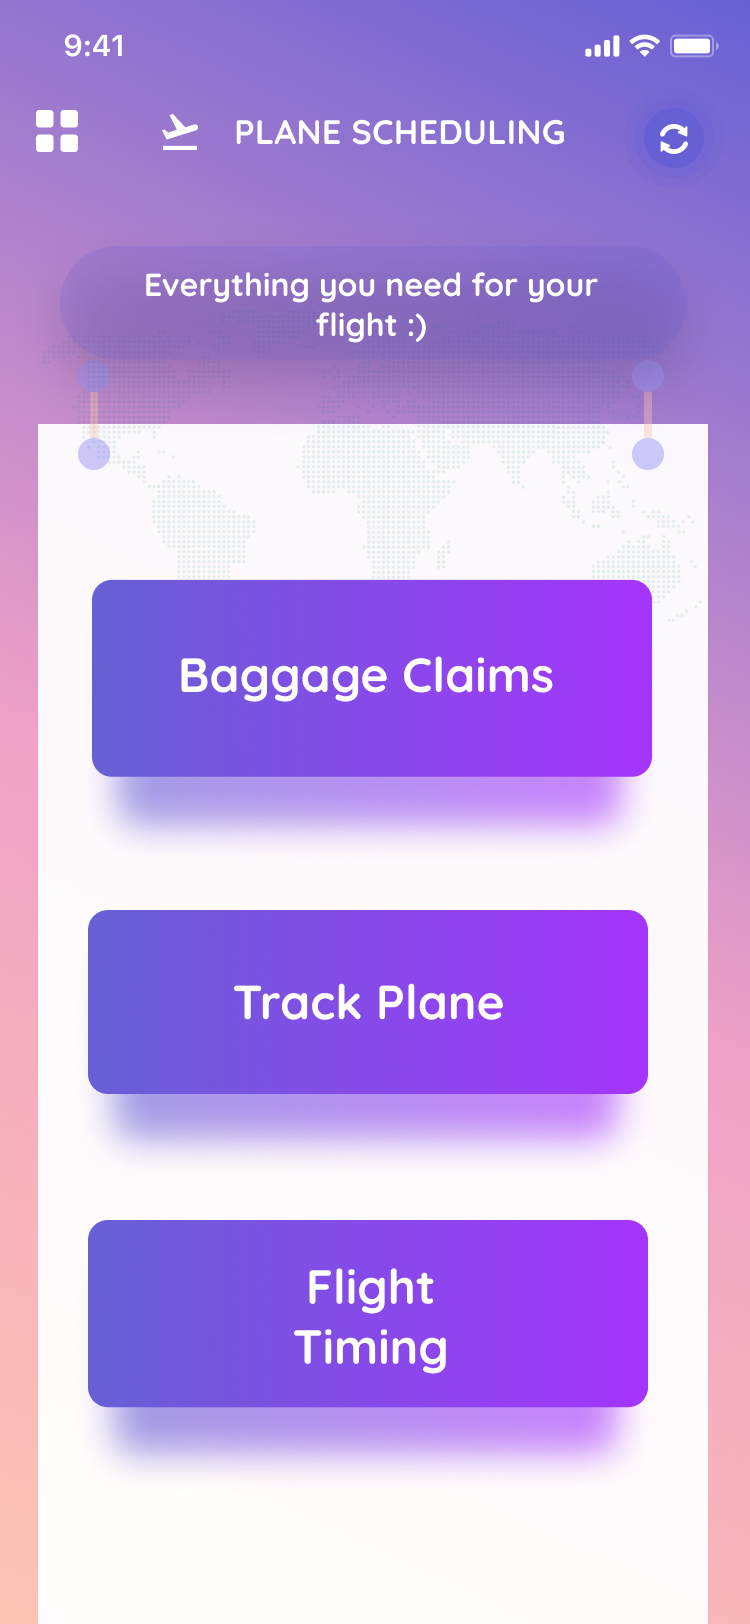 9:41
PLANE SCHEDULING
Everything you need for your
flight :)
Baggage Claims
Track Plane
Flight
Timing